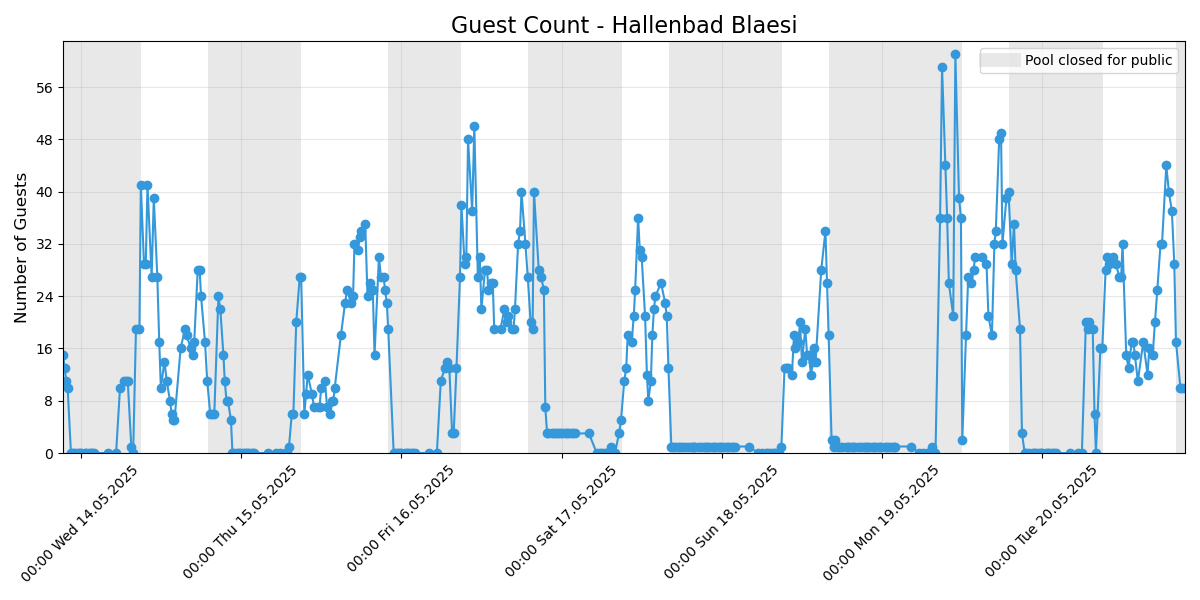 Guest Count - Hallenbad Blaesi
Pool closed for public
Number of Guests
56
48
40
32
24
16
8
0
00:00 Wed 14.05.2025
00:00 Thu 15.05.2025
00:00 Fri 16.05.2025
00:00 Sat 17.05.2025
00:00 Sun 18.05.2025
00:00 Mon 19.05.2025
00:00 Tue 20.05.2025